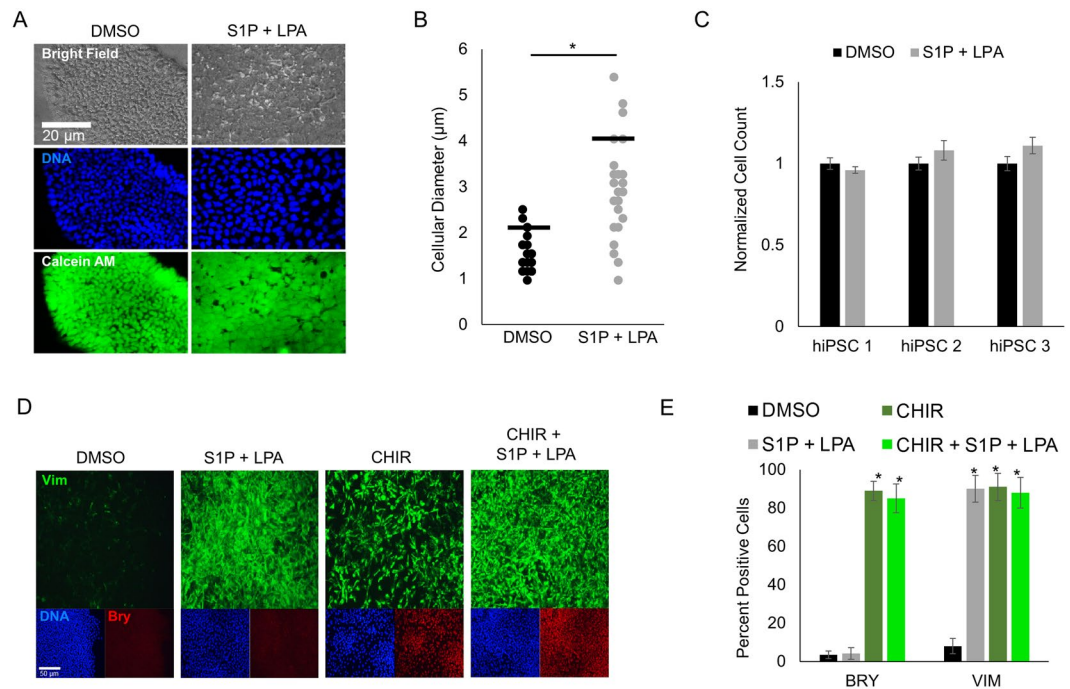 A
DMSO
S1P + LPA
Bright Field
20 µm
DNA
Calcein AM
B
*
Cellular Diameter (µm)
6
5
4
3
2
1
0
DMSO
S1P + LPA
C
DMSO
S1P + LPA
Normalized Cell Count
1.5
1
0.5
0
hiPSC 1
hiPSC 2
hiPSC 3
D
DMSO
S1P + LPA
CHIR
CHIR +
S1P + LPA
Vim
DNA
Bry
50 µm
E
DMSO
CHIR
S1P + LPA
CHIR + S1P + LPA
Percent Positive Cells
100
80
60
40
20
0
* * * * *
BRY
VIM